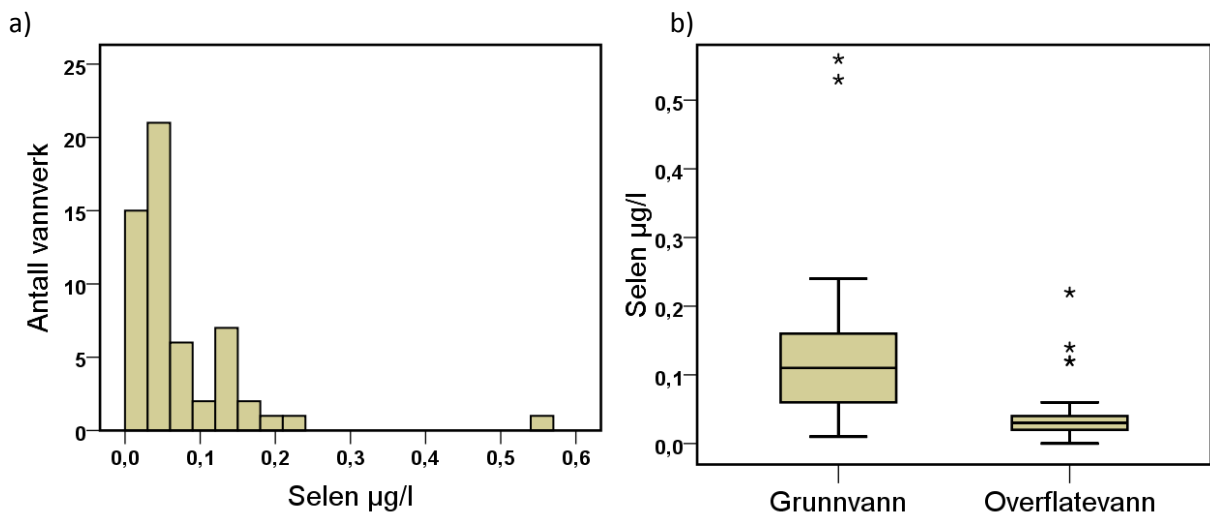 a)
25
20
15
10
5
0
Antall vannverk
0,0 0,1 0,2 0,3 0,4 0,5 0,6
Selen µg/l
b)
0,5
0,4
0,3
0,2
0,1
0,0
Selen µg/l
* 
*
*
*
*
Grunnvann Overflatevann